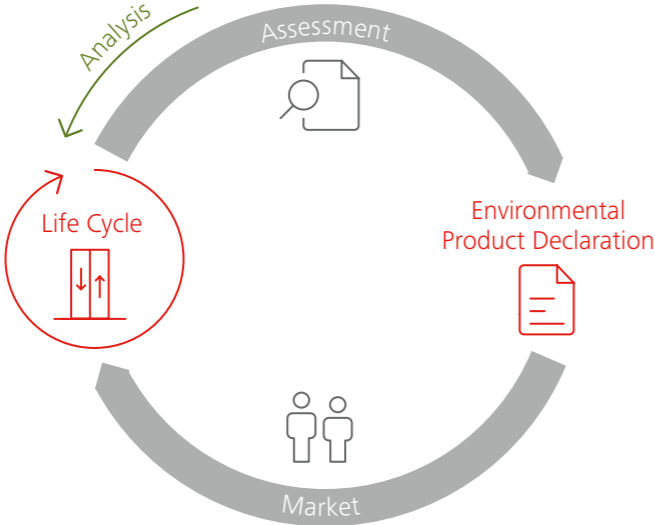 Analysis
Assessment
Life Cycle
Environmental
Product Declaration
Market